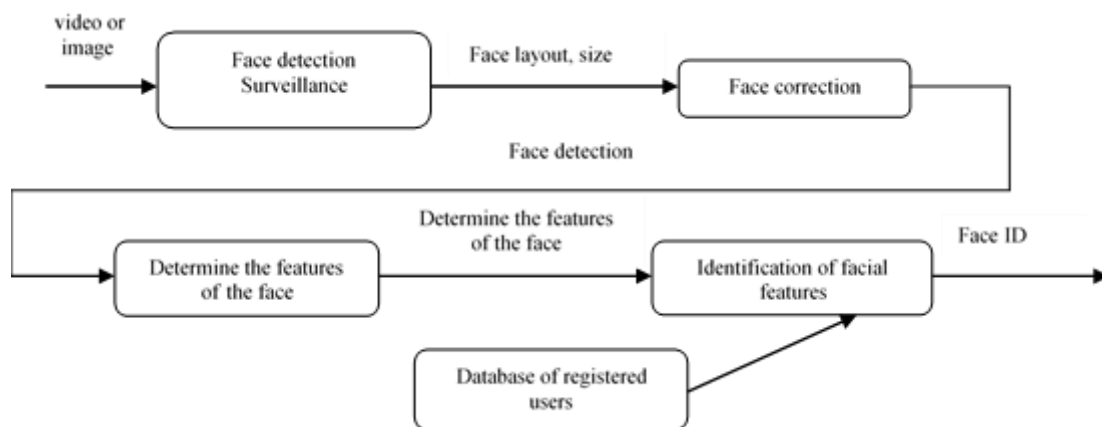 video or
image
Face detection
Surveillance
Face layout, size
Face correction
Face detection
Determine the features
of the face
Determine the features
of the face
Identification of facial
features
Face ID
Database of registered
users